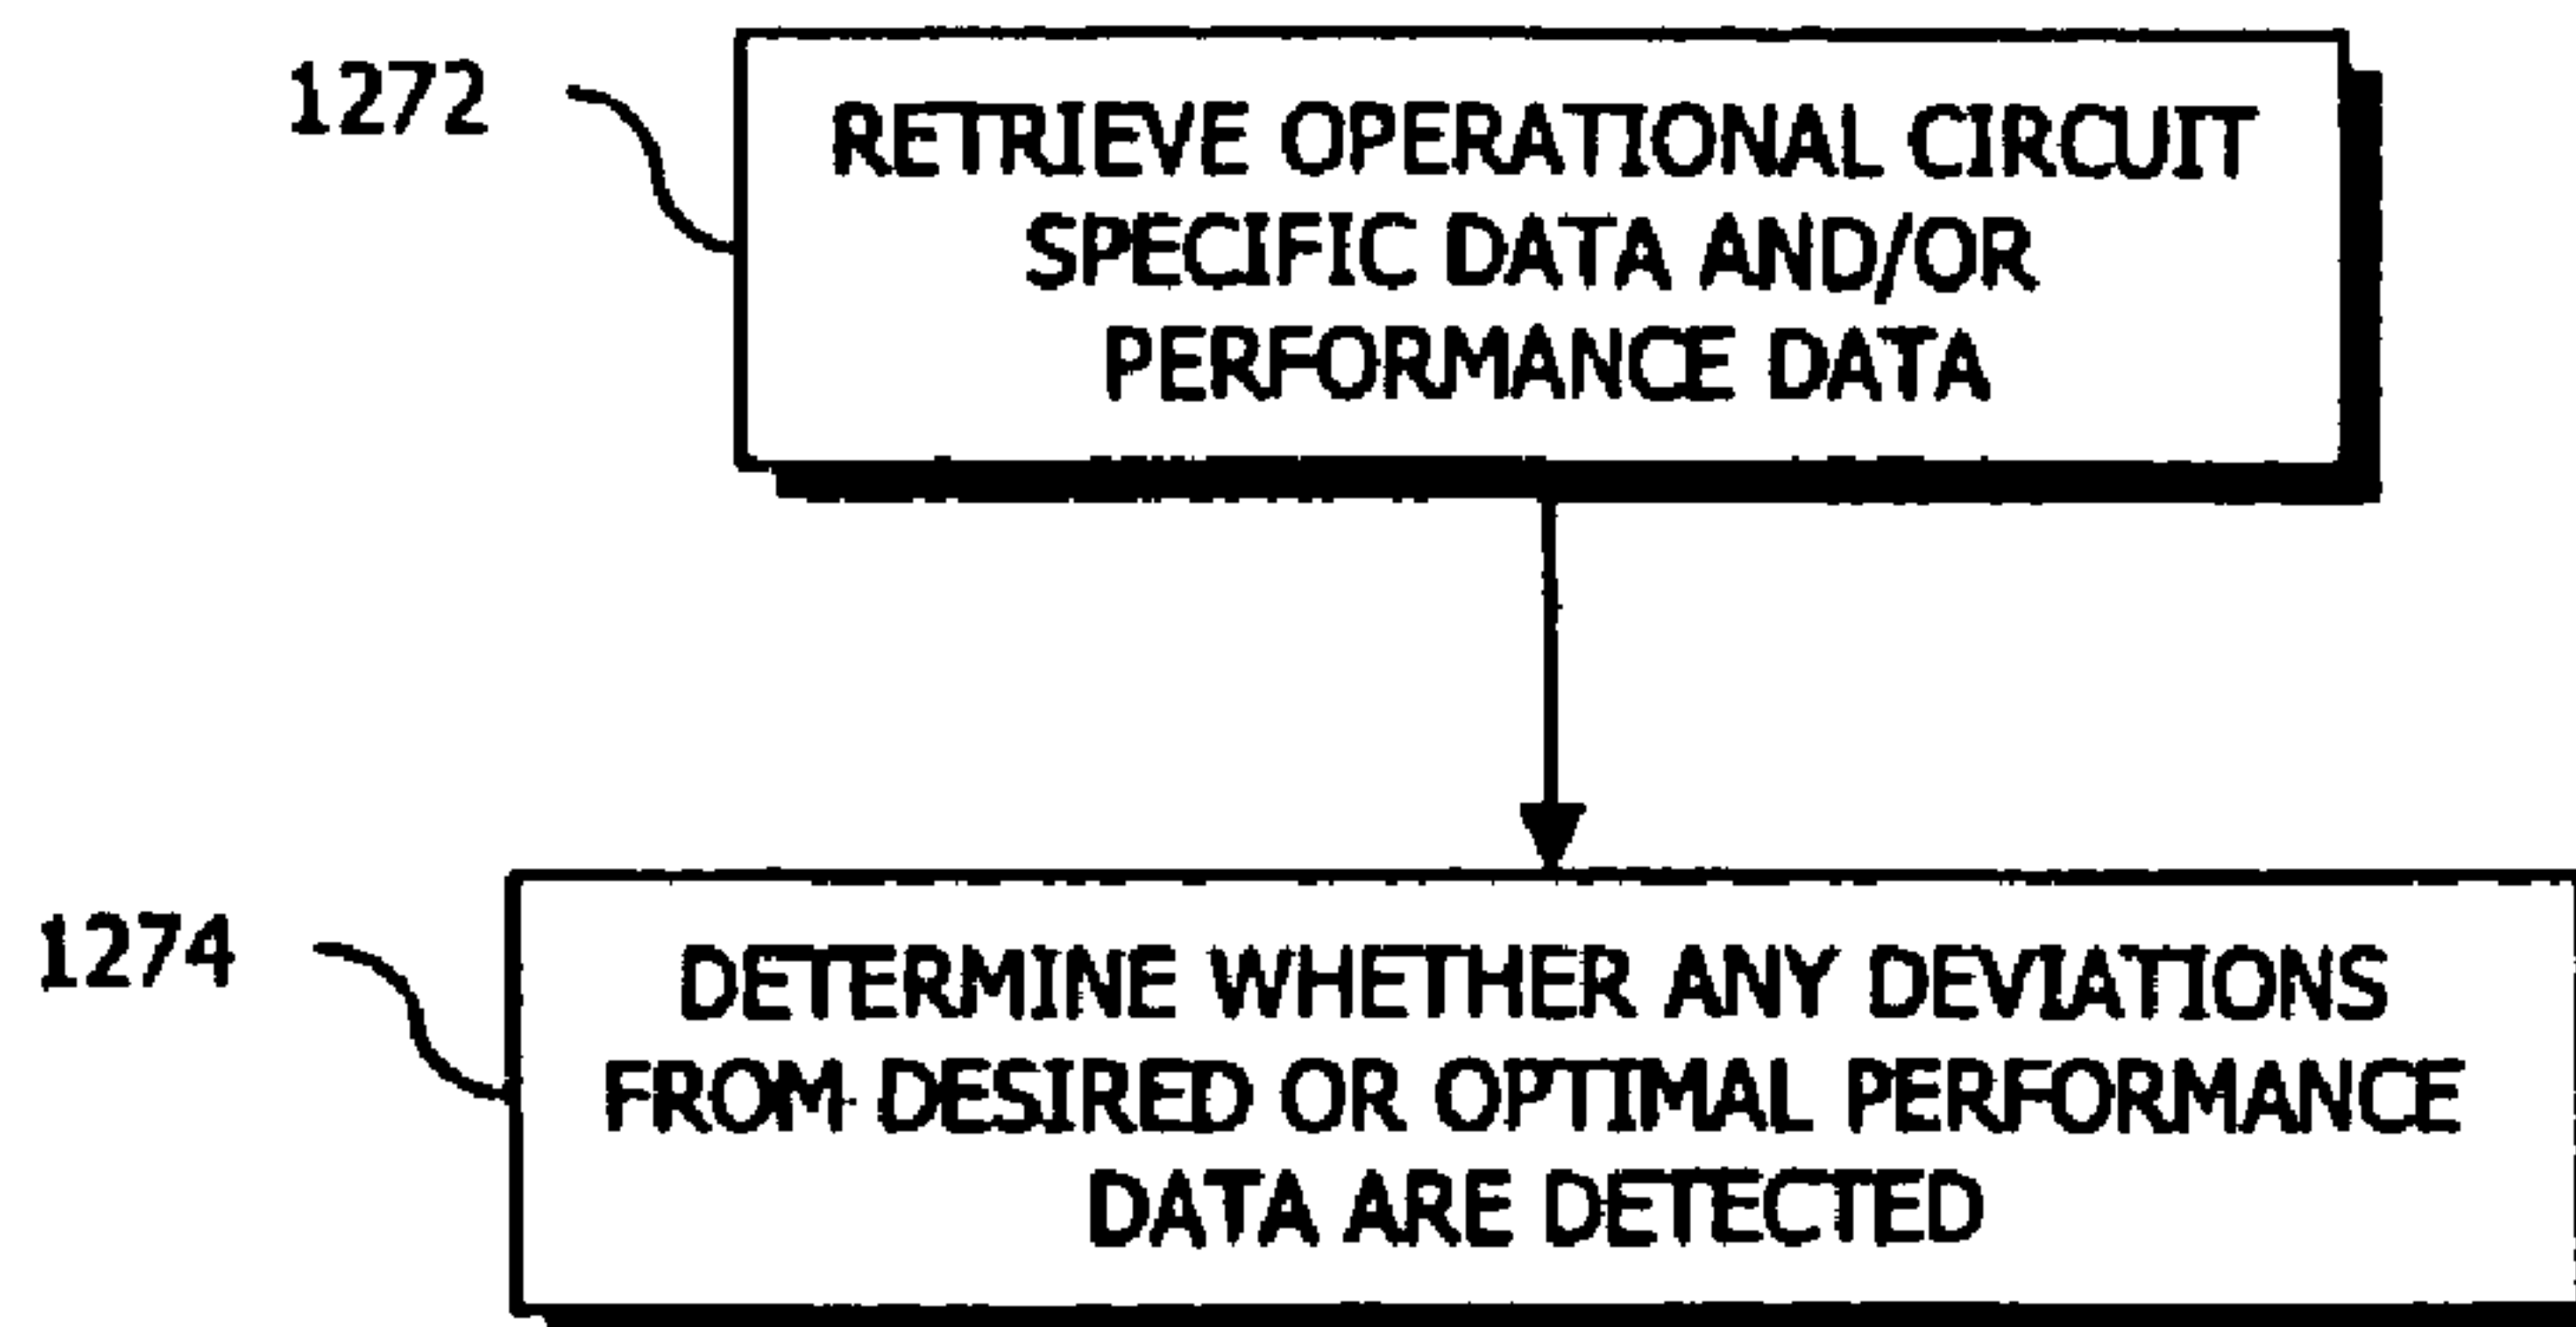 1272
RETRIEVE OPERATIONAL CIRCUIT
SPECIFIC DATA AND/OR
PERFORMANCE DATA
1274
DETERMINE WHETHER ANY DEVIATIONS
FROM DESIRED OR OPTIMAL PERFORMANCE
DATA ARE DETECTED